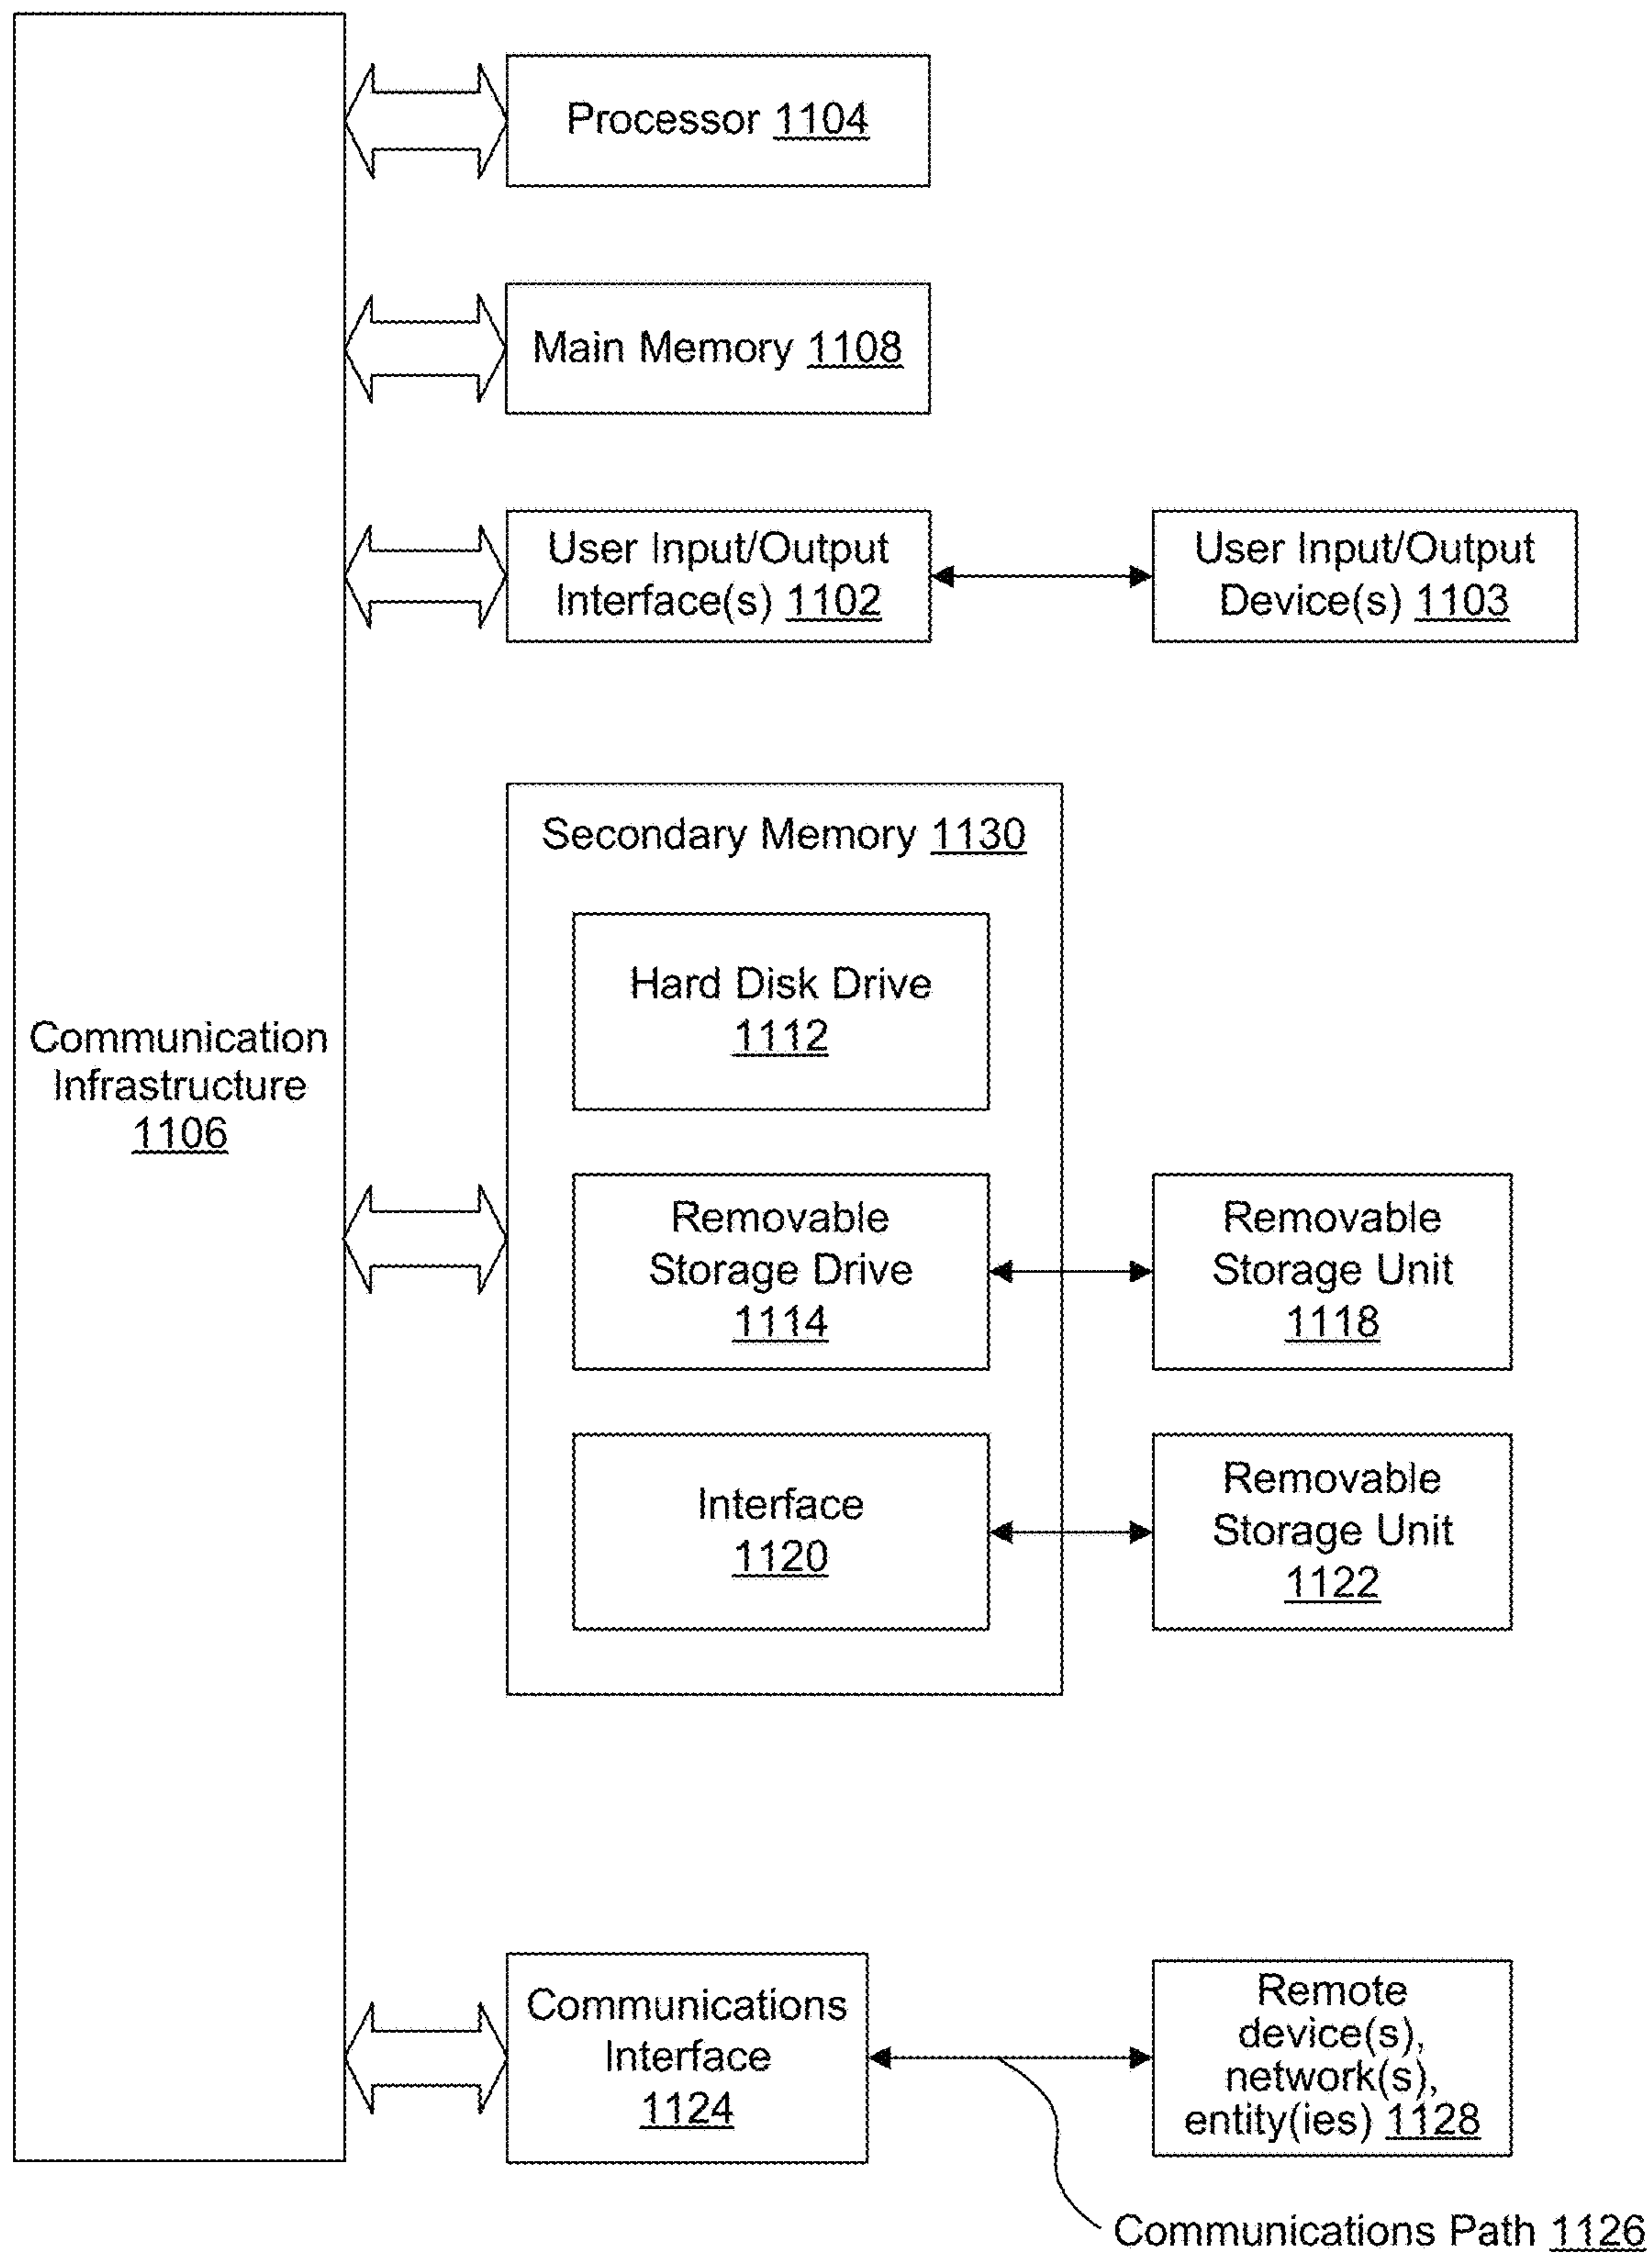 Processor 1104
Main Memory 1108
User Input/Output
Interface(s) 1102
User Input/Output
Device(s) 1103
Secondary Memory 1130
Hard Disk Drive
1112
Communication
Infrastructure
1106
Removable
Storage Drive
1114
Removable
Storage Unit
1118
Interface
1120
Removable
Storage Unit
1122
Communications
Interface
1124
Remote
device(s),
network(s),
entity(ies) 1128
Communications Path 1126